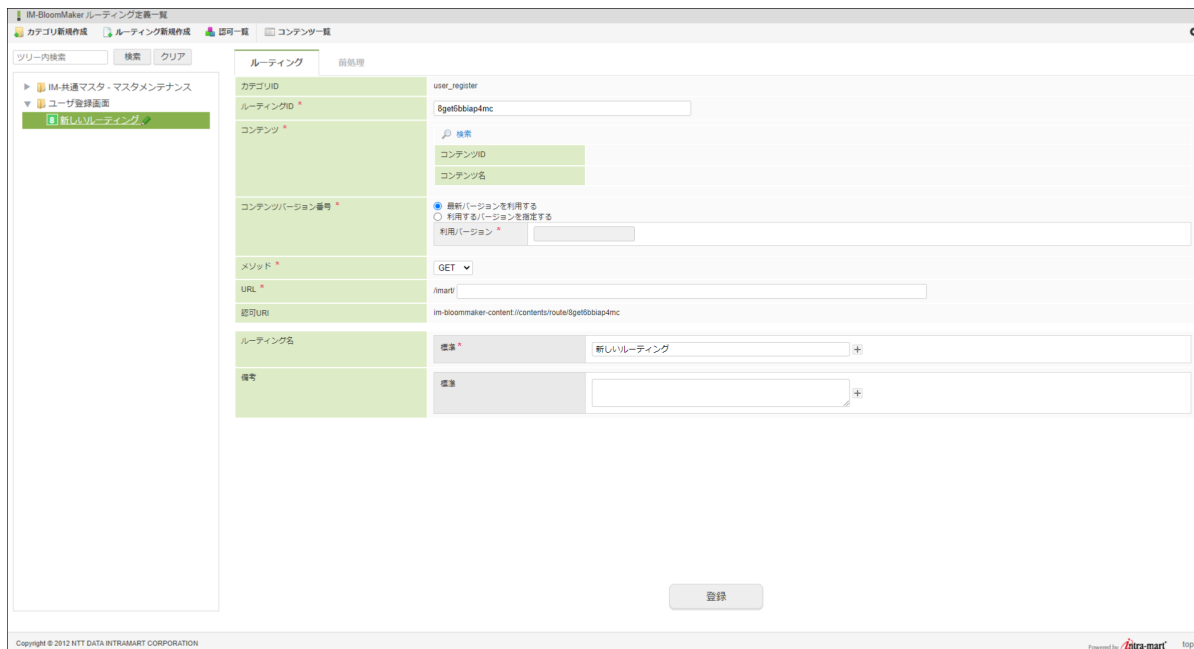 IM-BloomMaker ルーティング定義一覧
カテゴリ新規作成 ルーティング新規作成 認可一覧 コンテンツ一覧
ツリー内検索 検索 クリア
IM-共通マスタ - マスタメンテナンス
ユーザ登録画面
8 新しいルーティング
ルーティング 前処理
カテゴリID user_register
ルーティングID * 8get6bbiap4mc
コンテンツ * 検索
コンテンツID
コンテンツ名
コンテンツバージョン番号 * 最新バージョンを利用する
利用するバージョンを指定する
利用バージョン *
メソッド * GET
URL * /imart/
認可URI im-bloommaker-content://contents/route/8get6bbiap4mc
ルーティング名 標準 * 新しいルーティング
備考 標準
登録
Copyright © 2012 NTT DATA INTRAMART CORPORATION
Powered by intra-mart top